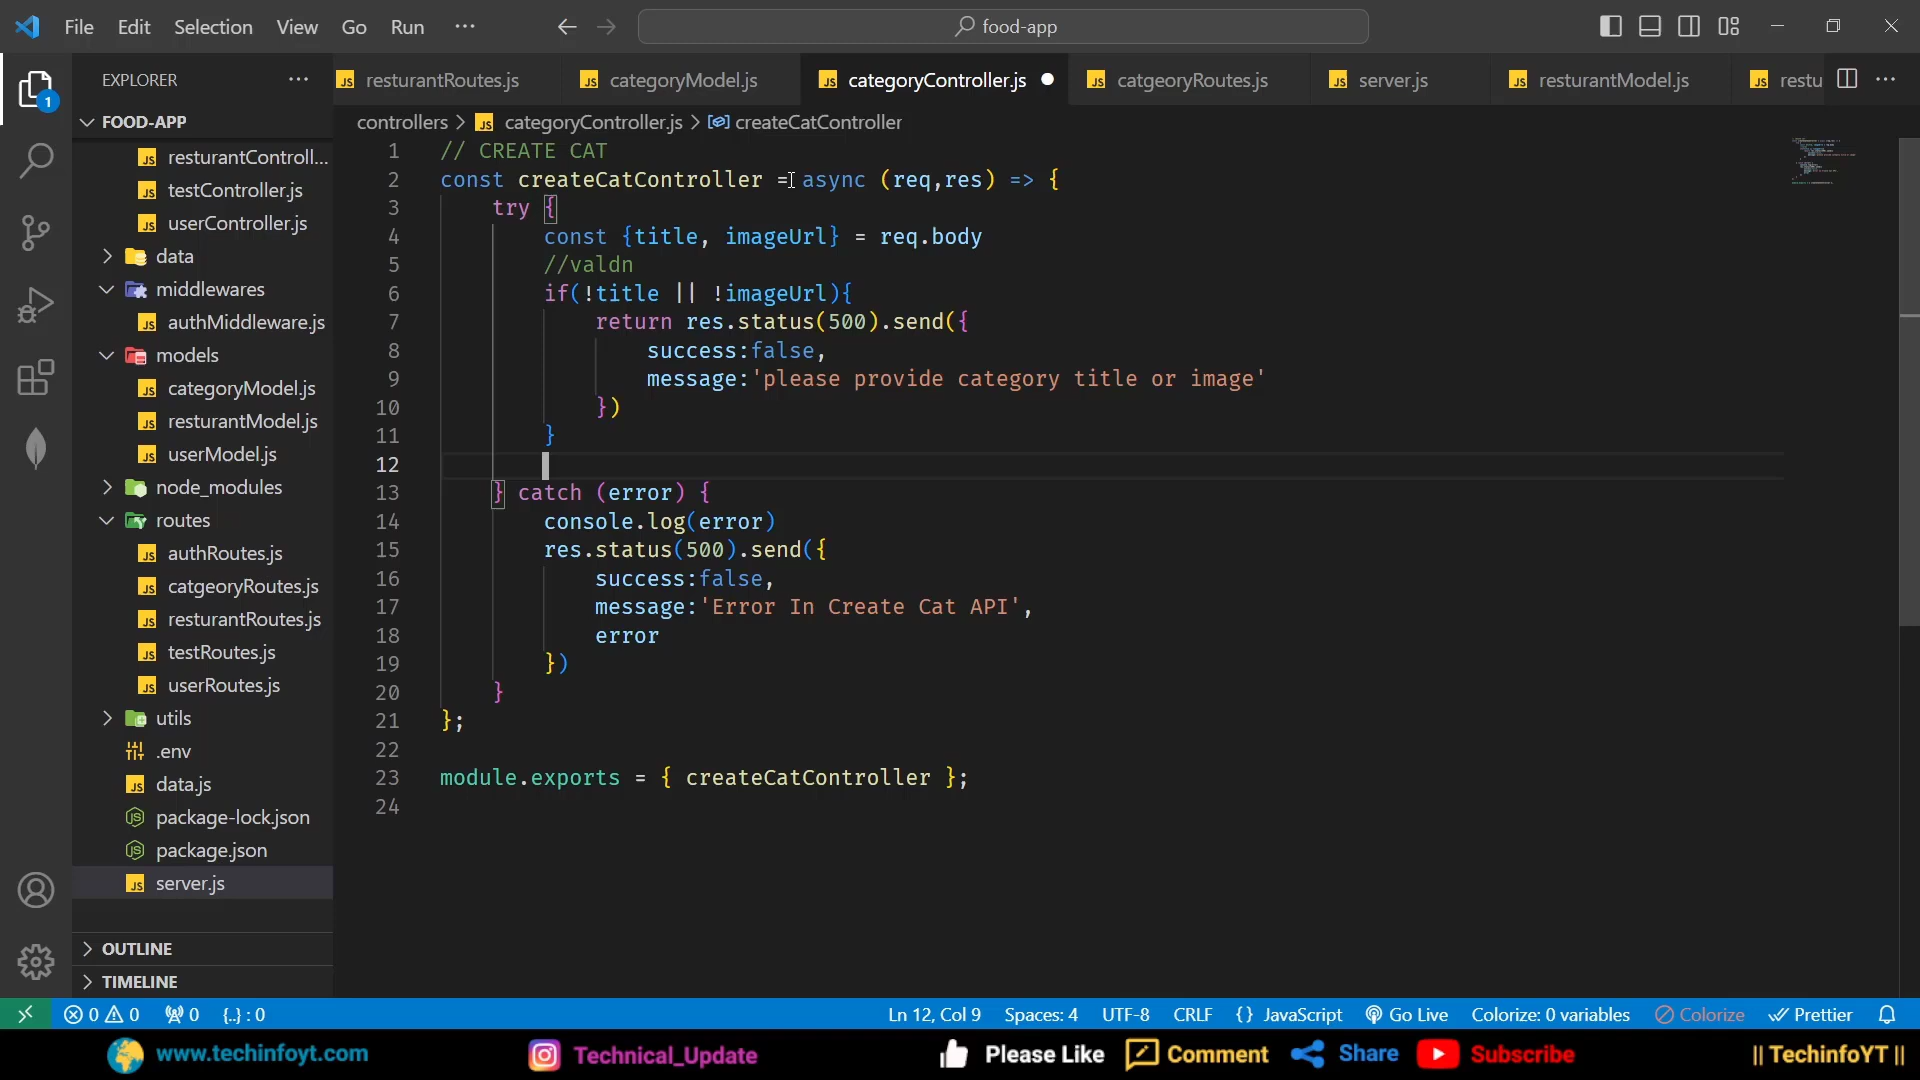 File Edit Selection View Go Run ··· food-app
EXPLORER ···
resturantRoutes.js categoryModel.js categoryController.js catgeoryRoutes.js server.js resturantModel.js restu ···
FOOD-APP
resturantControll...
testController.js
userController.js
data
middlewares
authMiddleware.js
models
categoryModel.js
resturantModel.js
userModel.js
node_modules
routes
authRoutes.js
catgeoryRoutes.js
resturantRoutes.js
testRoutes.js
userRoutes.js
utils
.env
data.js
package-lock.json
package.json
server.js
OUTLINE
TIMELINE
controllers > categoryController.js > createCatController
1 // CREATE CAT
2 const createCatController = async (req,res) => {
3 try {
4 const {title, imageUrl} = req.body
5 //valdn
6 if(!title || !imageUrl){
7 return res.status(500).send({
8 success:false,
9 message:'please provide category title or image'
10 })
11 }
12
13 } catch (error) {
14 console.log(error)
15 res.status(500).send({
16 success:false,
17 message:'Error In Create Cat API',
18 error
19 })
20 }
21 };
22
23 module.exports = { createCatController };
24
0 0 0 {..} : 0 Ln 12, Col 9 Spaces: 4 UTF-8 CRLF {} JavaScript Go Live Colorize: 0 variables Colorize Prettier
www.techinfoyt.com Technical_Update Please Like Comment Share Subscribe || TechinfoYT ||
1